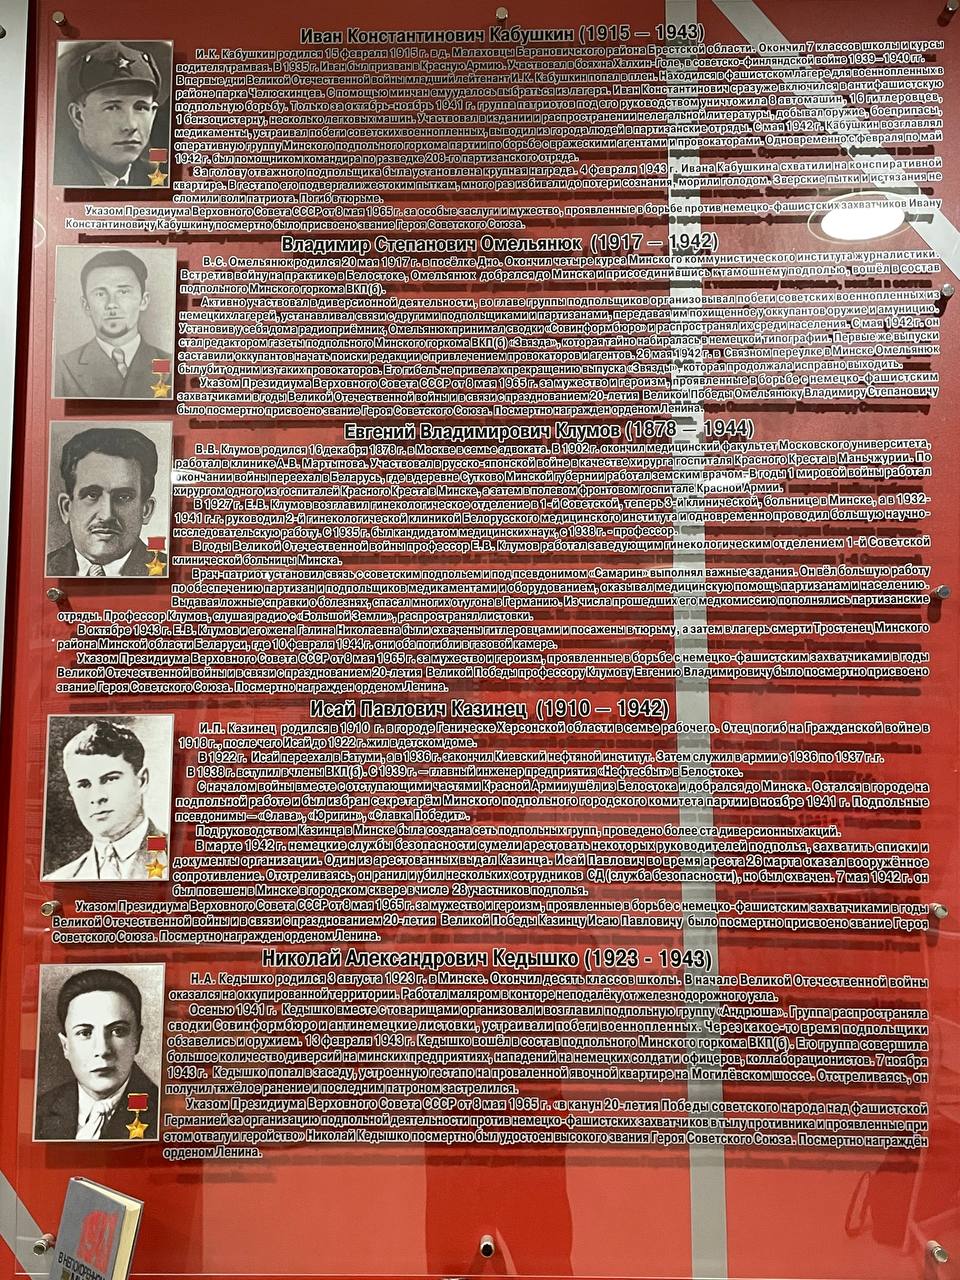 Иван Константинович Кабушкин (1915 – 1943)
И.К. Кабушкин родился 15 февраля 1915 г. в д. Малаховцы Барановичского района Брестской области. Окончил 7 классов школы и курсы
водителя трамвая. В 1935 г. Иван был призван в Красную Армию. Участвовал в боях на Халхин-Голе, в советско-финляндской войне 1939–1940 гг.
В первые дни Великой Отечественной войны младший лейтенант И.К. Кабушкин попал в плен. Находился в фашистском лагере для военнопленных в
районе парка Челюскинцев. С помощью минчан ему удалось выбраться из лагеря. Иван Константинович сразу же включился в антифашистскую
подпольную борьбу. Только за октябрь-ноябрь 1941 г. группа патриотов под его руководством уничтожила 8 автомашин, 16 гитлеровцев,
1 бензоцистерну, несколько легковых машин. Участвовал в издании и распространении нелегальной литературы, добывал оружие, боеприпасы,
медикаменты, устраивал побеги советских военнопленных, выводил из города людей в партизанские отряды. С мая 1942 г. Кабушкин возглавлял
оперативную группу Минского подпольного горкома партии по борьбе с вражескими агентами и провокаторами. Одновременно с февраля по май
1942 г. был помощником командира по разведке 208-го партизанского отряда.
За голову отважного подпольщика была установлена крупная награда. 4 февраля 1943 г. Ивана Кабушкина схватили на конспиративной
квартире. В гестапо его подвергали жестоким пыткам, много раз избивали до потери сознания, морили голодом. Зверские пытки и истязания не
сломили воли патриота. Погиб в тюрьме.
Указом Президиума Верховного Совета СССР от 8 мая 1965 г. за особые заслуги и мужество, проявленные в борьбе против немецко-фашистских захватчиков Ивану
Константиновичу Кабушкину посмертно было присвоено звание Героя Советского Союза.
Владимир Степанович Омельянюк (1917 – 1942)
В.С. Омельянюк родился 20 мая 1917 г. в посёлке Дно. Окончил четыре курса Минского коммунистического института журналистики.
Встретив войну на практике в Белостоке, Омельянюк добрался до Минска и присоединившись к тамошнему подполью, вошёл в состав
подпольного Минского горкома ВКП(б).
Активно участвовал в диверсионной деятельности, во главе группы подпольщиков организовывал побеги советских военнопленных из
немецких лагерей, устанавливал связи с другими подпольщиками и партизанами, передавая им похищенное у оккупантов оружие и амуницию.
Установив у себя дома радиоприёмник, Омельянюк принимал сводки «Совинформбюро» и распространял их среди населения. С мая 1942 г. он
стал редактором газеты подпольного Минского горкома ВКП(б) «Звязда», которая тайно набиралась в немецкой типографии. Первые же выпуски
заставили оккупантов начать поиски редакции с привлечением провокаторов и агентов. 26 мая 1942 г. в Связном переулке в Минске Омельянюк
был убит одним из таких провокаторов. Его гибель не привела к прекращению выпуска «Звязды», которая продолжала исправно выходить.
Указом Президиума Верховного Совета СССР от 8 мая 1965 г. за мужество и героизм, проявленные в борьбе с немецко-фашистским
захватчиками в годы Великой Отечественной войны и в связи с празднованием 20-летия Великой Победы Омельянюку Владимиру Степановичу
было посмертно присвоено звание Героя Советского Союза. Посмертно награжден орденом Ленина.
Евгений Владимирович Клумов (1878 – 1944)
В.В. Клумов родился 16 декабря 1878 г. в Москве в семье адвоката. В 1902 г. окончил медицинский факультет Московского университета,
работал в клинике А.В. Мартынова. Участвовал в русско-японской войне в качестве хирурга госпиталя Красного Креста в Маньчжурии. По
окончании войны переехал в Беларусь, где в деревне Сутково Минской губернии работал земским врачом. В годы 1 мировой войны работал
хирургом одного из госпиталей Красного Креста в Минске, а затем в полевом фронтовом госпитале Красной Армии.
В 1927 г. Е.В. Клумов возглавил гинекологическое отделение в 1-й Советской, теперь 3-й клинической, больнице в Минске, а в 1932-
1941 г.г. руководил 2-й гинекологической клиникой Белорусского медицинского института и одновременно проводил большую научно-
исследовательскую работу. С 1935 г. был кандидатом медицинских наук, с 1938 г. - профессор.
В годы Великой Отечественной войны профессор Е.В. Клумов работал заведующим гинекологическим отделением 1-й Советской
клинической больницы Минска.
Врач-патриот установил связь с советским подпольем и под псевдонимом «Самарин» выполнял важные задания. Он вёл большую работу
по обеспечению партизан и подпольщиков медикаментами и оборудованием, оказывал медицинскую помощь партизанам и населению.
Выдавая ложные справки о болезнях, спасал многих от угона в Германию. Из числа прошедших его медкомиссию пополнялись партизанские
отряды. Профессор Клумов, слушая радио с «Большой Земли», распространял листовки.
В октябре 1943 г. Е.В. Клумов и его жена Галина Николаевна были схвачены гитлеровцами и посажены в тюрьму, а затем в лагерь смерти Тростенец Минского
района Минской области Беларуси, где 10 февраля 1944 г. они оба погибли в газовой камере.
Указом Президиума Верховного Совета СССР от 8 мая 1965 г. за мужество и героизм, проявленные в борьбе с немецко-фашистским захватчиками в годы
Великой Отечественной войны и в связи с празднованием 20-летия Великой Победы профессору Клумову Евгению Владимировичу было посмертно присвоено
звание Героя Советского Союза. Посмертно награжден орденом Ленина.
Исай Павлович Казинец (1910 – 1942)
И.П. Казинец родился в 1910 г. в городе Геническе Херсонской области в семье рабочего. Отец погиб на Гражданской войне в
1918 г., после чего Исай до 1922 г. жил в детском доме.
В 1922 г. Исай переехал в Батуми, а в 1936 г. закончил Киевский нефтяной институт. Затем служил в армии с 1936 по 1937 г.г.
В 1938 г. вступил в члены ВКП(б). С 1939 г. – главный инженер предприятия «Нефтесбыт» в Белостоке.
С началом войны вместе с отступающими частями Красной Армии ушёл из Белостока и добрался до Минска. Остался в городе на
подпольной работе и был избран секретарём Минского подпольного городского комитета партии в ноябре 1941 г. Подпольные
псевдонимы – «Слава», «Юригин», «Славка Победит».
Под руководством Казинца в Минске была создана сеть подпольных групп, проведено более ста диверсионных акций.
В марте 1942 г. немецкие службы безопасности сумели арестовать некоторых руководителей подполья, захватить списки и
документы организации. Один из арестованных выдал Казинца. Исай Павлович во время ареста 26 марта оказал вооружённое
сопротивление. Отстреливаясь, он ранил и убил нескольких сотрудников СД (служба безопасности), но был схвачен. 7 мая 1942 г. он
был повешен в Минске в городском сквере в числе 28 участников подполья.
Указом Президиума Верховного Совета СССР от 8 мая 1965 г. за мужество и героизм, проявленные в борьбе с немецко-фашистским захватчиками в годы
Великой Отечественной войны и в связи с празднованием 20-летия Великой Победы Казинцу Исаю Павловичу было посмертно присвоено звание Героя
Советского Союза. Посмертно награжден орденом Ленина.
Николай Александрович Кедышко (1923 - 1943)
Н.А. Кедышко родился 3 августа 1923 г. в Минске. Окончил десять классов школы. В начале Великой Отечественной войны
оказался на оккупированной территории. Работал маляром в конторе неподалёку от железнодорожного узла.
Осенью 1941 г. Кедышко вместе с товарищами организовал и возглавил подпольную группу «Андрюша». Группа распространяла
сводки Совинформбюро и антинемецкие листовки, устраивали побеги военнопленных. Через какое-то время подпольщики
обзавелись и оружием. 13 февраля 1943 г. Кедышко вошёл в состав подпольного Минского горкома ВКП(б). Его группа совершила
большое количество диверсий на минских предприятиях, нападений на немецких солдат и офицеров, коллаборационистов. 7 ноября
1943 г. Кедышко попал в засаду, устроенную гестапо на проваленной явочной квартире на Могилёвском шоссе. Отстреливаясь, он
получил тяжёлое ранение и последним патроном застрелился.
Указом Президиума Верховного Совета СССР от 8 мая 1965 г. «в канун 20-летия Победы советского народа над фашистской
Германией за организацию подпольной деятельности против немецко-фашистских захватчиков в тылу противника и проявленные при
этом отвагу и геройство» Николай Кедышко посмертно был удостоен высокого звания Героя Советского Союза. Посмертно награждён
орденом Ленина.
1941
В НЕПОКОРЕННОМ